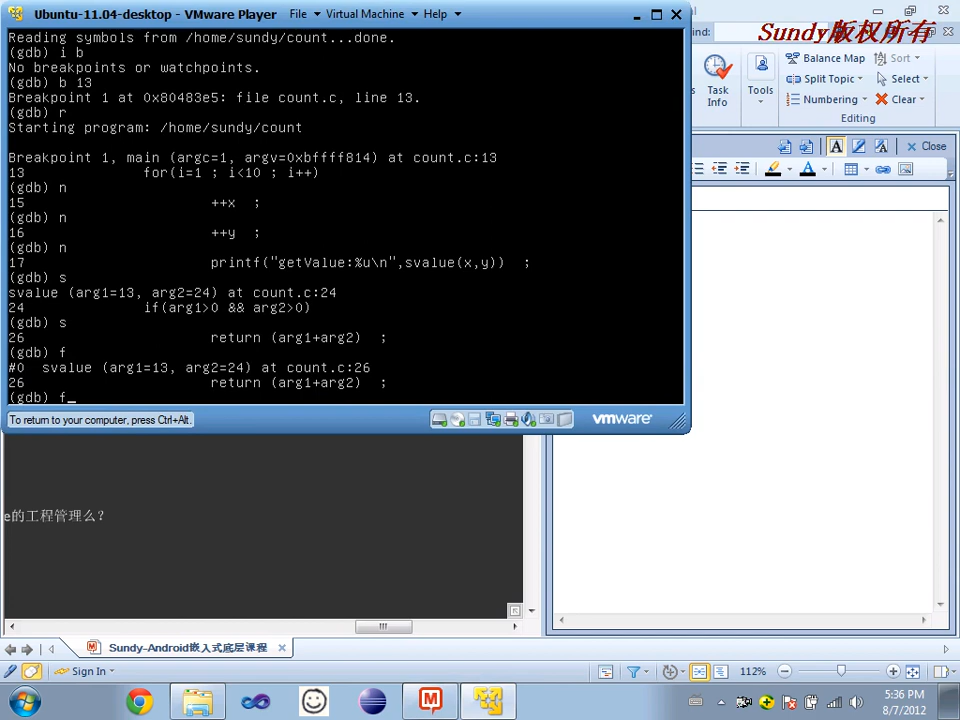 Ubuntu-11.04-desktop - VMware Player File Virtual Machine Help
Sundy版权所有
Reading symbols from /home/sundy/count...done.
(gdb) i b
No breakpoints or watchpoints.
(gdb) b 13
Breakpoint 1 at 0x80483e5: file count.c, line 13.
(gdb) r
Starting program: /home/sundy/count
Breakpoint 1, main (argc=1, argv=0xbffff814) at count.c:13
13 for(i=1 ; i<10 ; i++)
(gdb) n
15 ++x ;
(gdb) n
16 ++y ;
(gdb) n
17 printf("getValue:%u\n",svalue(x,y)) ;
(gdb) s
svalue (arg1=13, arg2=24) at count.c:24
24 if(arg1>0 && arg2>0)
(gdb) s
26 return (arg1+arg2) ;
(gdb) f
#0 svalue (arg1=13, arg2=24) at count.c:26
26 return (arg1+arg2) ;
(gdb) f_
To return to your computer, press Ctrl+Alt.
vmware
Balance Map Sort
Task Info
Tools
Split Topic Select
Numbering Clear
Editing
Close
e的工程管理么?
Sundy-Android嵌入式底层课程
Sign In
112%
5:36 PM
8/7/2012